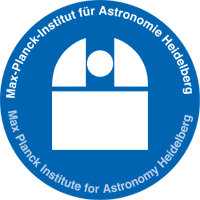 Max-Planck-Institut für Astronomie Heidelberg
Max Planck Institute for Astronomy Heidelberg